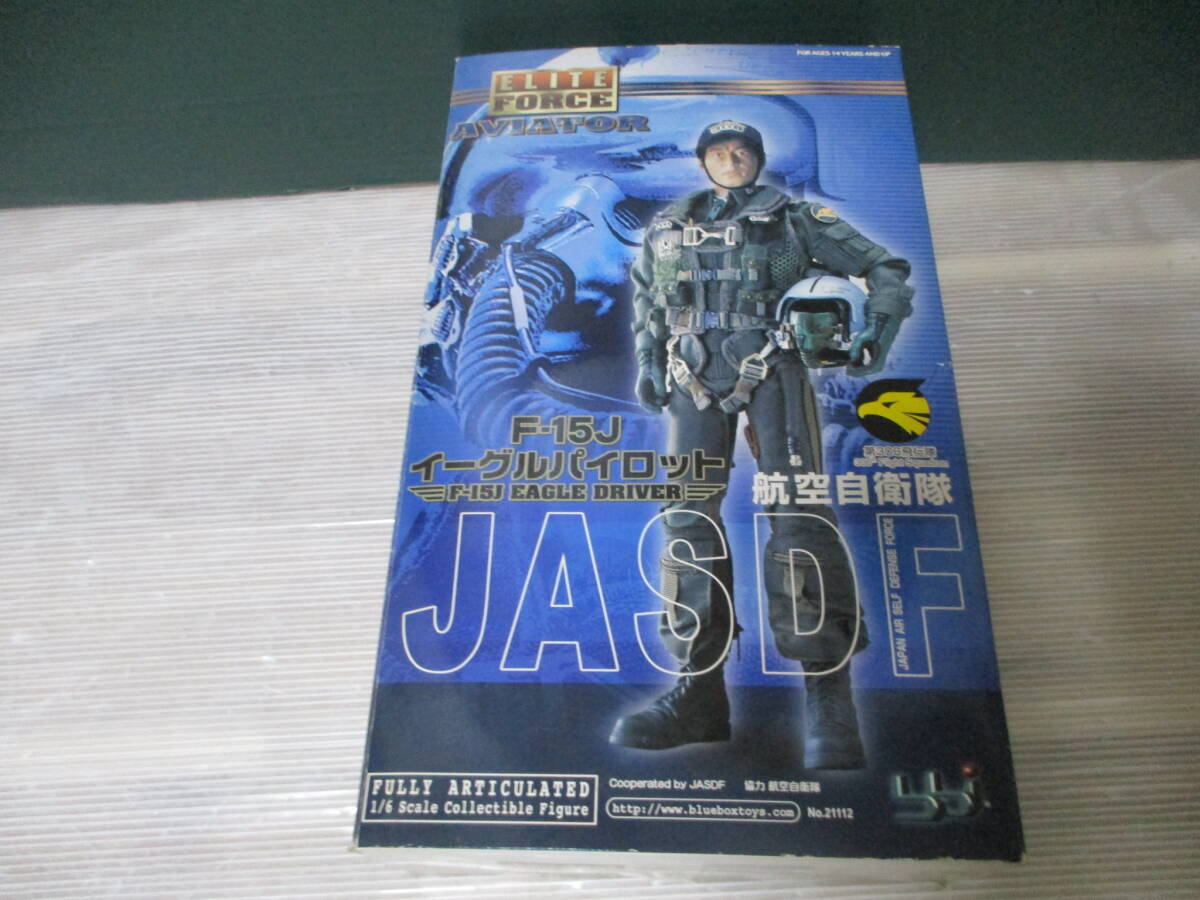 FOR AGES 14 YEARS AND UP
ELITE
FORCE
AVIATOR
F-15J
イーグルパイロット
F-15J EAGLE DRIVER
航空自衛隊
JASDF
JAPAN AIR SELF DEFENSE FORCE
FULLY ARTICULATED
1/6 Scale Collectible Figure
Cooperated by JASDF 協力 航空自衛隊
http://www.blueboxtoys.com No.21112
bbi